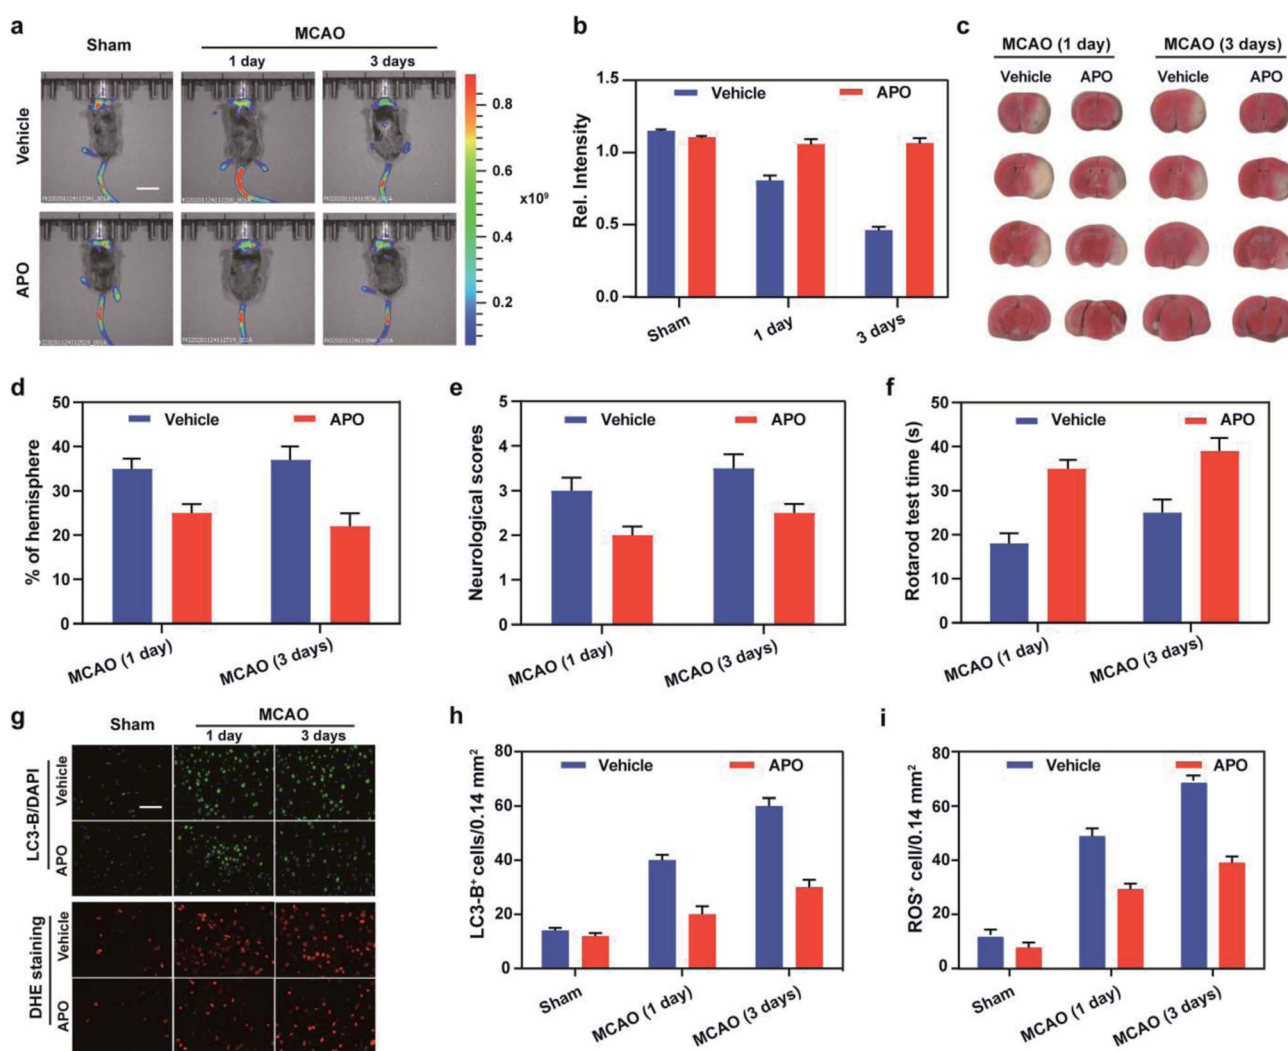 a
Sham
MCAO
1 day
3 days
Vehicle
APO
0.8
0.6
x10⁹
0.4
0.2
b
Rel. Intensity
1.5
1.0
0.5
0.0
Vehicle
APO
Sham
1 day
3 days
c
MCAO (1 day)
MCAO (3 days)
Vehicle
APO
Vehicle
APO
d
% of hemisphere
50
40
30
20
10
0
Vehicle
APO
MCAO (1 day)
MCAO (3 days)
e
Neurological scores
5
4
3
2
1
0
Vehicle
APO
MCAO (1 day)
MCAO (3 days)
f
Rotarod test time (s)
50
40
30
20
10
0
Vehicle
APO
MCAO (1 day)
MCAO (3 days)
g
Sham
MCAO
1 day
3 days
LC3-B/DAPI
Vehicle
APO
DHE staining
Vehicle
APO
h
LC3-B⁺ cells/0.14 mm²
80
60
40
20
0
Vehicle
APO
Sham
MCAO (1 day)
MCAO (3 days)
i
ROS⁺ cell/0.14 mm²
80
60
40
20
0
Vehicle
APO
Sham
MCAO (1 day)
MCAO (3 days)